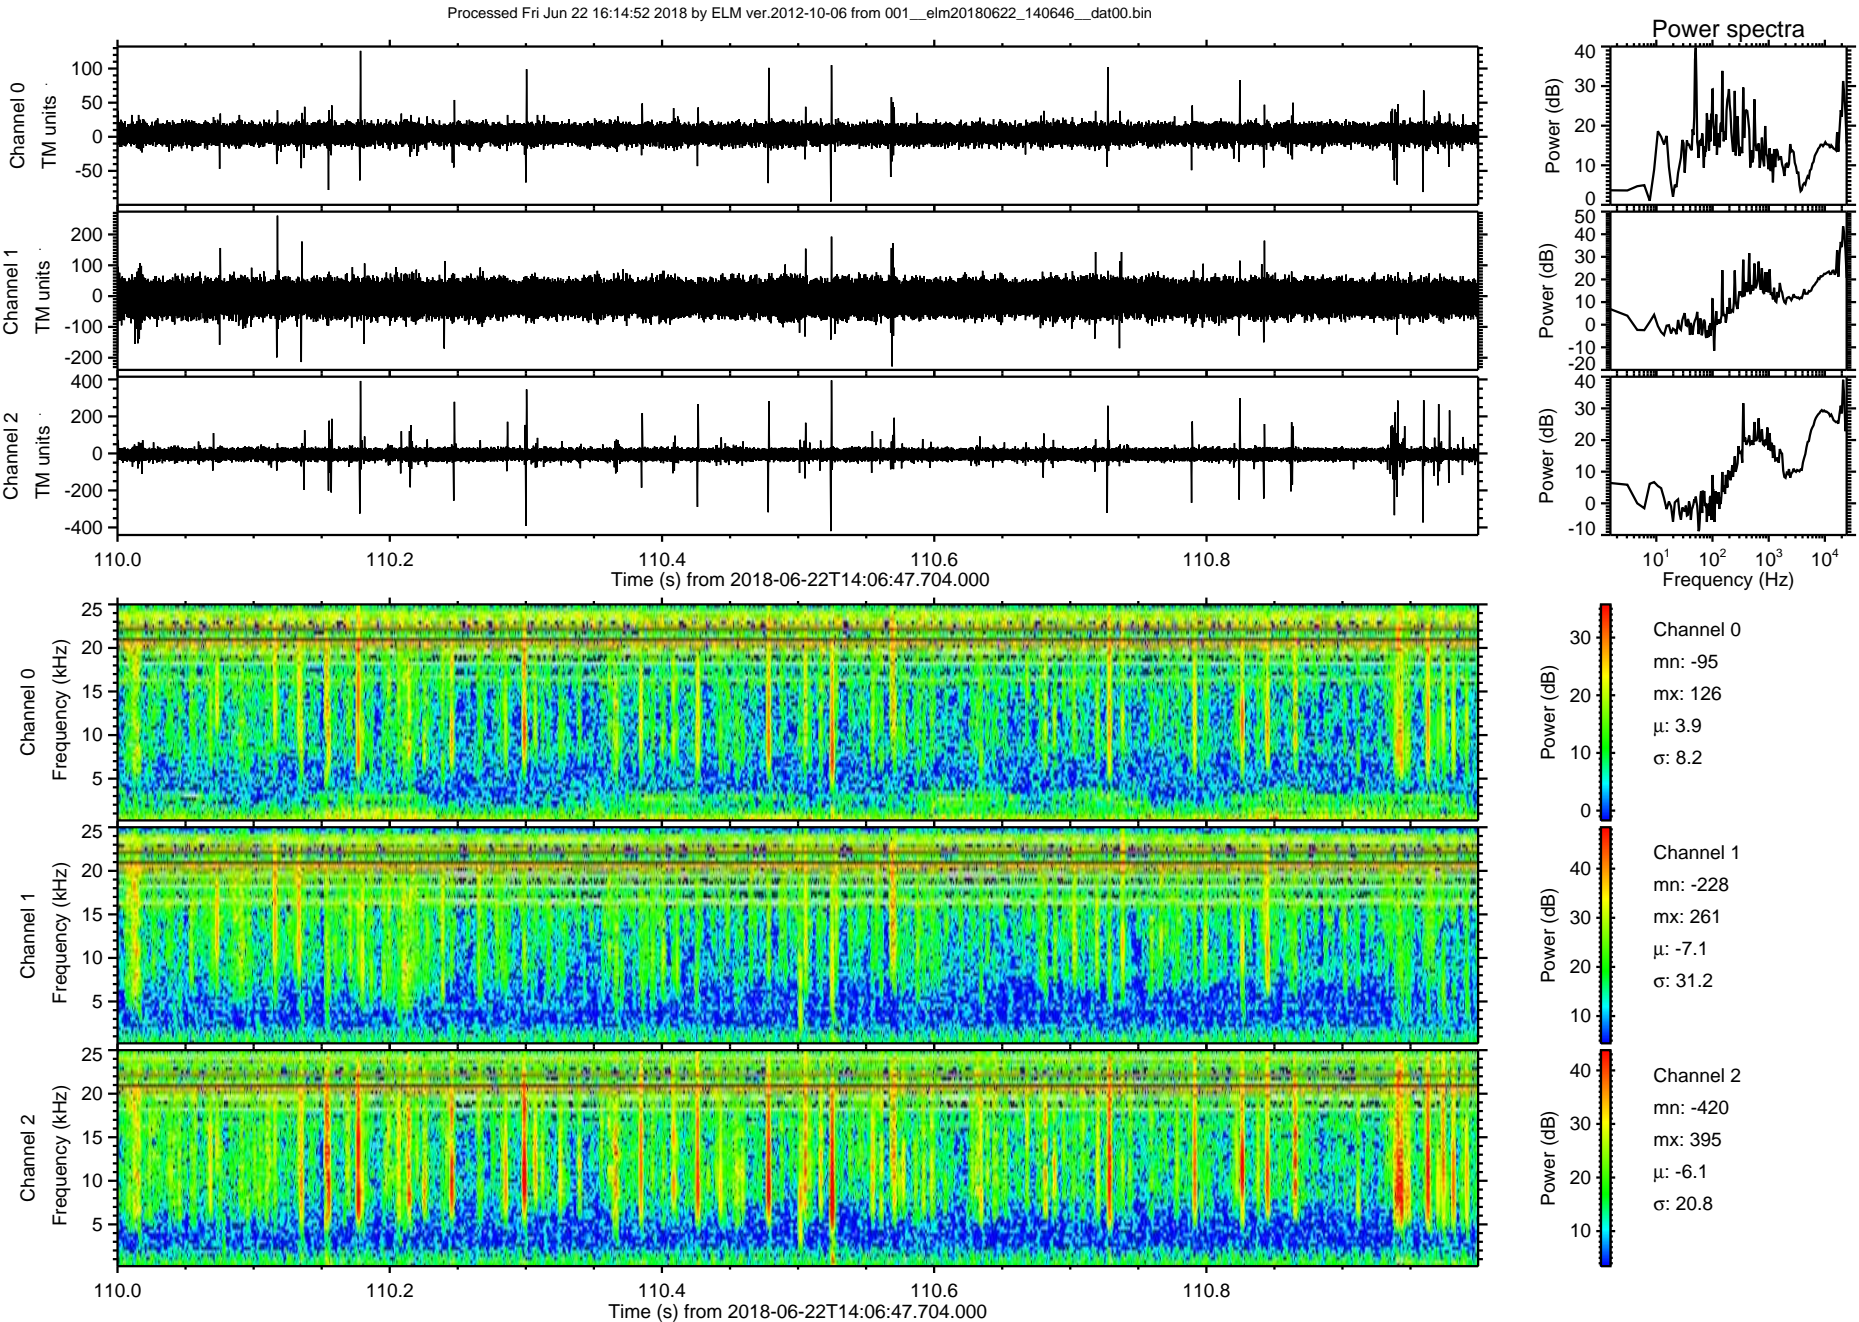 Processed Fri Jun 22 16:14:52 2018 by ELM ver.2012-10-06 from 001__elm20180622_140646__dat00.bin
Power spectra
Channel 0
TM units
100
50
0
-50
Power (dB)
40
30
20
10
0
Channel 1
TM units
200
100
0
-100
-200
Power (dB)
50
40
30
20
10
0
-10
-20
Channel 2
TM units
400
200
0
-200
-400
Power (dB)
40
30
20
10
0
-10
110.0 110.2 110.4 110.6 110.8
Time (s) from 2018-06-22T14:06:47.704.000
10¹ 10² 10³ 10⁴
Frequency (Hz)
Channel 0
Frequency (kHz)
25
20
15
10
5
Power (dB)
30
20
10
0
Channel 0
mn: -95
mx: 126
μ: 3.9
σ: 8.2
Channel 1
Frequency (kHz)
25
20
15
10
5
Power (dB)
40
30
20
10
Channel 1
mn: -228
mx: 261
μ: -7.1
σ: 31.2
Channel 2
Frequency (kHz)
25
20
15
10
5
Power (dB)
40
30
20
10
Channel 2
mn: -420
mx: 395
μ: -6.1
σ: 20.8
110.0 110.2 110.4 110.6 110.8
Time (s) from 2018-06-22T14:06:47.704.000